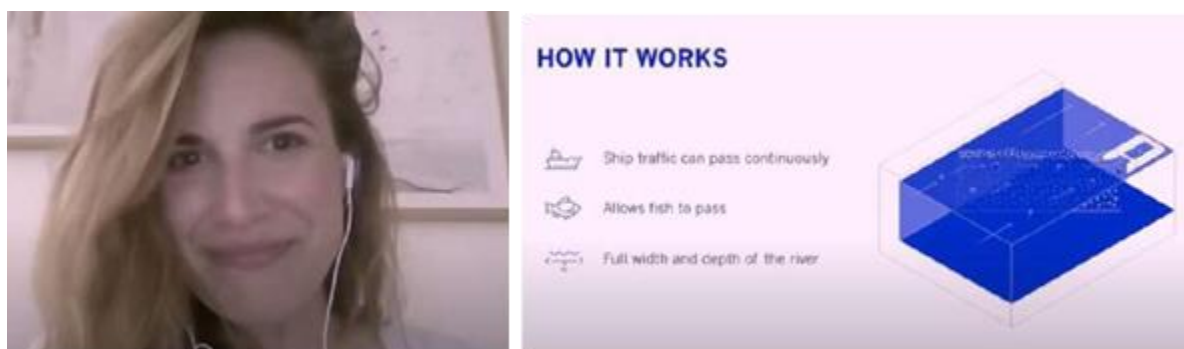 HOW IT WORKS
Ship traffic can pass continuously
Allows fish to pass
Full width and depth of the river